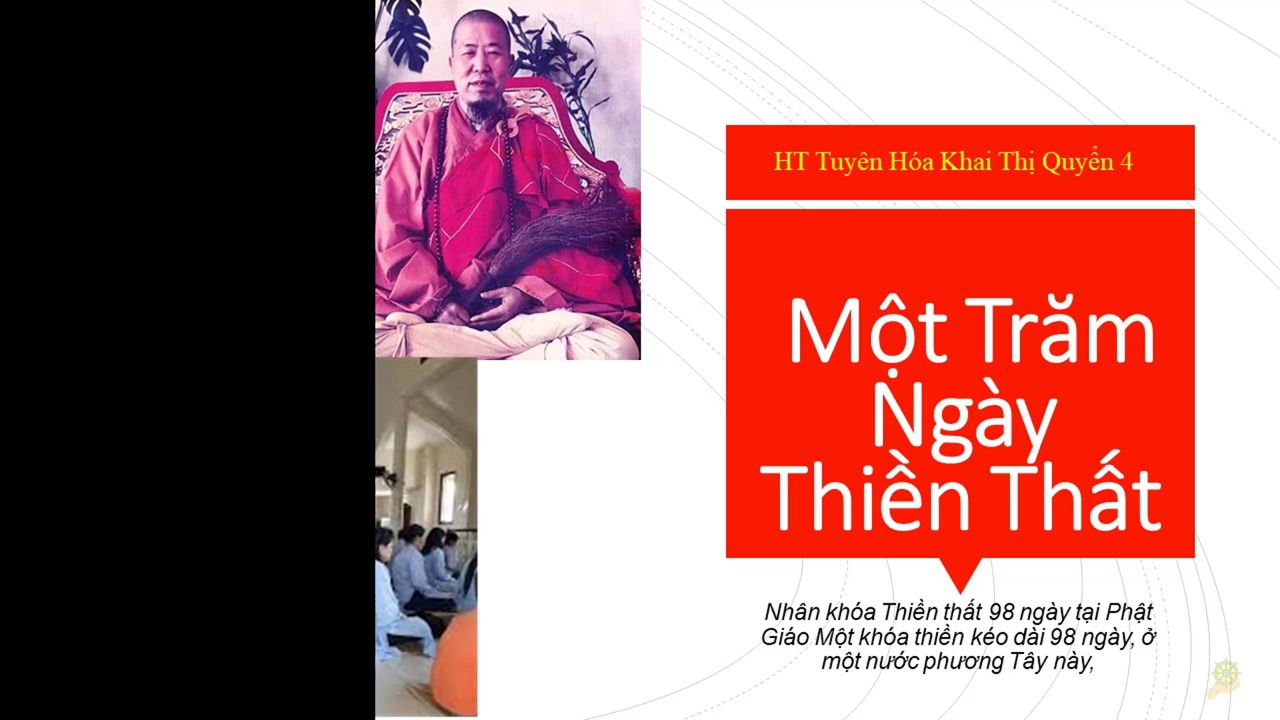 HT Tuyên Hóa Khai Thị Quyển 4
Một Trăm
Ngày
Thiền Thất
Nhân khóa Thiền thất 98 ngày tại Phật
Giáo Một khóa thiền kéo dài 98 ngày, ở
một nước phương Tây này,